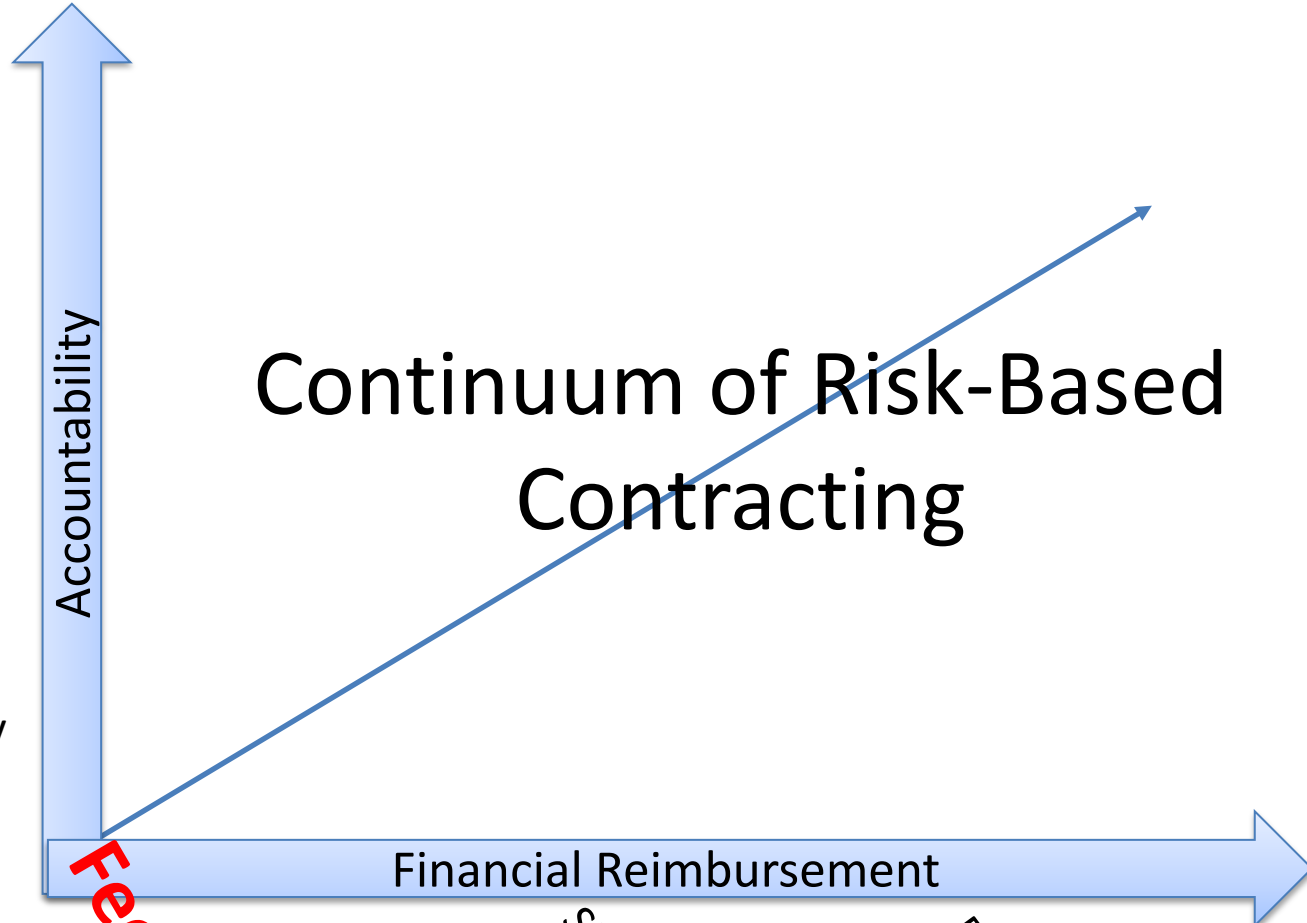 Accountability
Continuum of Risk-Based
Contracting
Financial Reimbursement